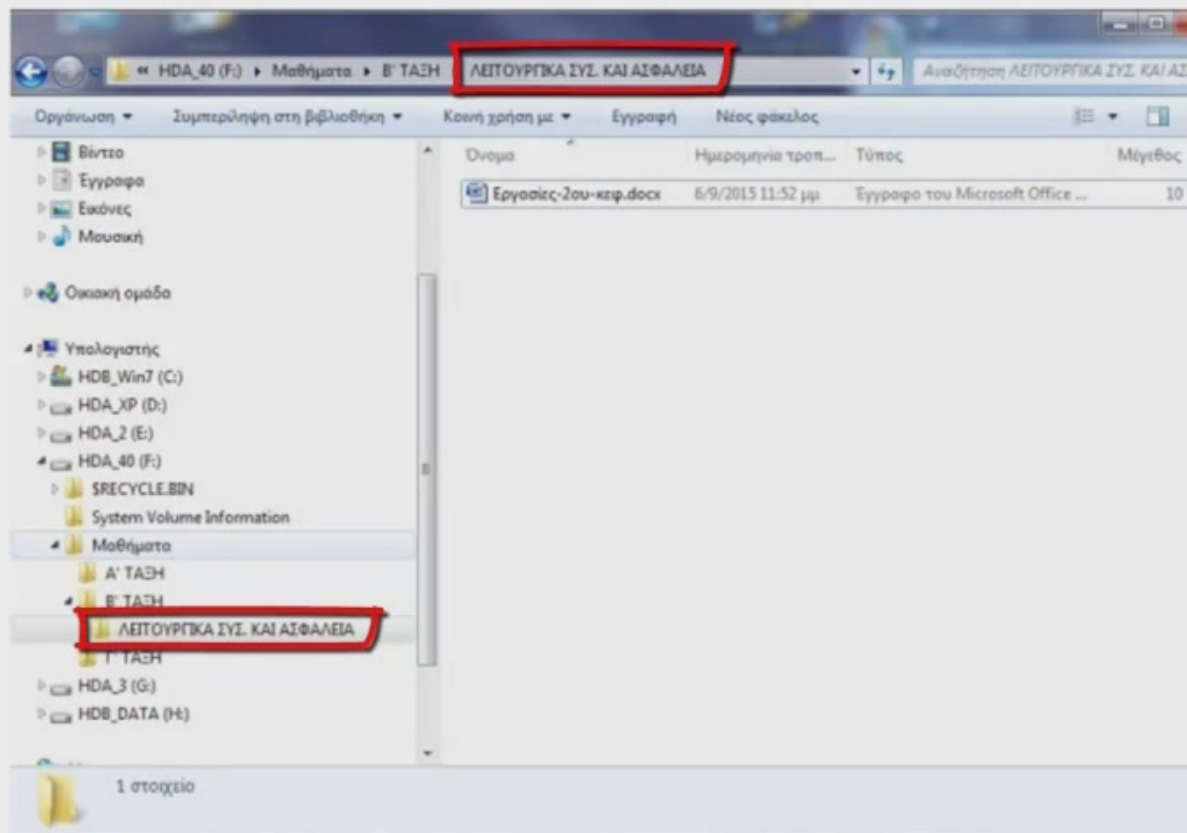 « HDA_40 (F:) ▸ Μαθήματα ▸ Β' ΤΑΞΗ ΛΕΙΤΟΥΡΓΙΚΑ ΣΥΣ. ΚΑΙ ΑΣΦΑΛΕΙΑ Αναζήτηση ΛΕΙΤΟΥΡΓΙΚΑ ΣΥΣ. ΚΑΙ ΑΣ
Οργάνωση Συμπερίληψη στη βιβλιοθήκη Κοινή χρήση με Εγγραφή Νέος φάκελος
Όνομα Ημερομηνία τροπ... Τύπος Μέγεθος
Εργασίες-2ου-κεφ.docx 6/9/2015 11:52 μμ Έγγραφο του Microsoft Office ... 10
Βίντεο
Έγγραφα
Εικόνες
Μουσική
Οικιακή ομάδα
Υπολογιστής
HDB_Win7 (C:)
HDA_XP (D:)
HDA_2 (E:)
HDA_40 (F:)
$RECYCLE.BIN
System Volume Information
Μαθήματα
Α' ΤΑΞΗ
Β' ΤΑΞΗ
ΛΕΙΤΟΥΡΓΙΚΑ ΣΥΣ. ΚΑΙ ΑΣΦΑΛΕΙΑ
Γ' ΤΑΞΗ
HDA_3 (G:)
HDB_DATA (H:)
1 στοιχείο